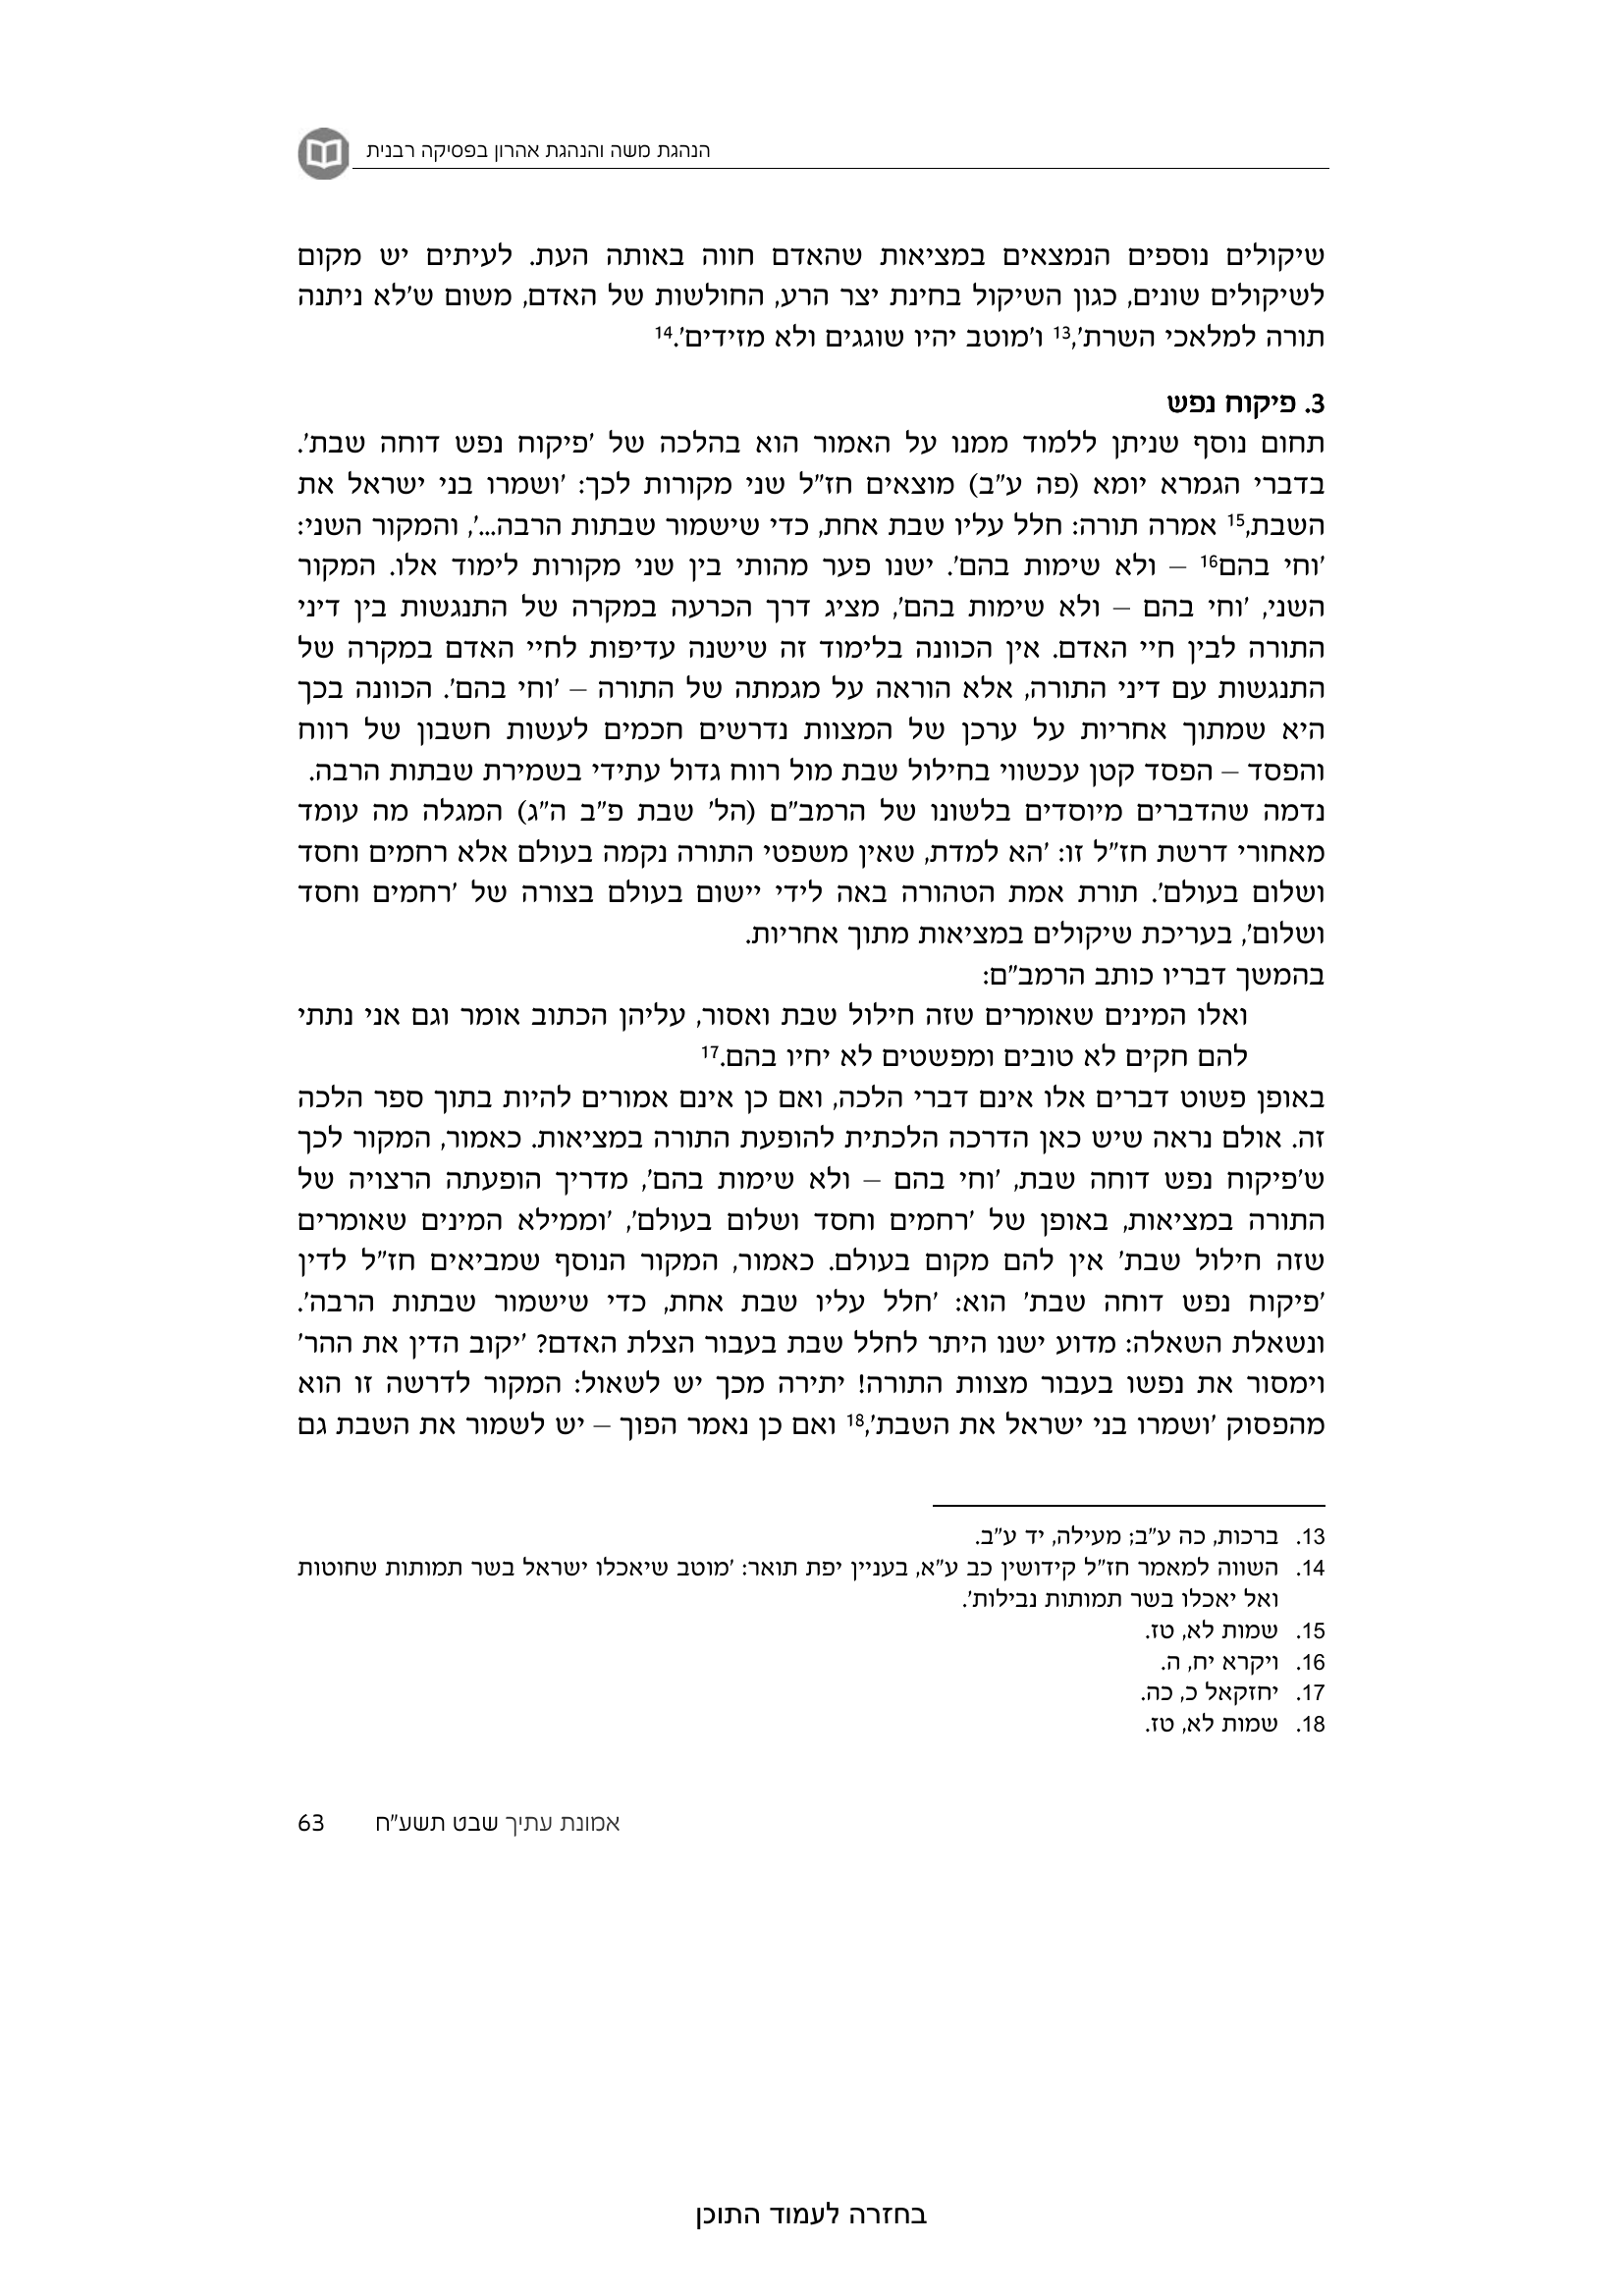 הנהגת משה והנהגת אהרון בפסיקה רבנית
שיקולים נוספים הנמצאים במציאות שהאדם חווה באותה העת. לעיתים יש מקום
לשיקולים שונים, כגון השיקול בחינת יצר הרע, החולשות של האדם, משום ש'לא ניתנה
תורה למלאכי השרת',13 ו'מוטב יהיו שוגגים ולא מזידים'.14
3. פיקוח נפש
תחום נוסף שניתן ללמוד ממנו על האמור הוא בהלכה של 'פיקוח נפש דוחה שבת'.
בדברי הגמרא יומא (פה ע"ב) מוצאים חז"ל שני מקורות לכך: 'ושמרו בני ישראל את
השבת,15 אמרה תורה: חלל עליו שבת אחת, כדי שישמור שבתות הרבה...', והמקור השני:
'וחי בהם16 – ולא שימות בהם'. ישנו פער מהותי בין שני מקורות לימוד אלו. המקור
השני, 'וחי בהם – ולא שימות בהם', מציג דרך הכרעה במקרה של התנגשות בין דיני
התורה לבין חיי האדם. אין הכוונה בלימוד זה שישנה עדיפות לחיי האדם במקרה של
התנגשות עם דיני התורה, אלא הוראה על מגמתה של התורה – 'וחי בהם'. הכוונה בכך
היא שמתוך אחריות על ערכן של המצוות נדרשים חכמים לעשות חשבון של רווח
והפסד – הפסד קטן עכשווי בחילול שבת מול רווח גדול עתידי בשמירת שבתות הרבה.
נדמה שהדברים מיוסדים בלשונו של הרמב"ם (הל' שבת פ"ב ה"ג) המגלה מה עומד
מאחורי דרשת חז"ל זו: 'הא למדת, שאין משפטי התורה נקמה בעולם אלא רחמים וחסד
ושלום בעולם'. תורת אמת הטהורה באה לידי יישום בעולם בצורה של 'רחמים וחסד
ושלום', בעריכת שיקולים במציאות מתוך אחריות.
בהמשך דבריו כותב הרמב"ם:
ואלו המינים שאומרים שזה חילול שבת ואסור, עליהן הכתוב אומר וגם אני נתתי
להם חקים לא טובים ומפשטים לא יחיו בהם.17
באופן פשוט דברים אלו אינם דברי הלכה, ואם כן אינם אמורים להיות בתוך ספר הלכה
זה. אולם נראה שיש כאן הדרכה הלכתית להופעת התורה במציאות. כאמור, המקור לכך
ש'פיקוח נפש דוחה שבת, 'וחי בהם – ולא שימות בהם', מדריך הופעתה הרצויה של
התורה במציאות, באופן של 'רחמים וחסד ושלום בעולם', 'וממילא המינים שאומרים
שזה חילול שבת' אין להם מקום בעולם. כאמור, המקור הנוסף שמביאים חז"ל לדין
'פיקוח נפש דוחה שבת' הוא: 'חלל עליו שבת אחת, כדי שישמור שבתות הרבה'.
ונשאלת השאלה: מדוע ישנו היתר לחלל שבת בעבור הצלת האדם? 'יקוב הדין את ההר'
וימסור את נפשו בעבור מצוות התורה! יתירה מכך יש לשאול: המקור לדרשה זו הוא
מהפסוק 'ושמרו בני ישראל את השבת',18 ואם כן נאמר הפוך – יש לשמור את השבת גם
13. ברכות, כה ע"ב; מעילה, יד ע"ב.
14. השווה למאמר חז"ל קידושין כב ע"א, בעניין יפת תואר: 'מוטב שיאכלו ישראל בשר תמותות שחוטות
ואל יאכלו בשר תמותות נבילות'.
15. שמות לא, טז.
16. ויקרא יח, ה.
17. יחזקאל כ, כה.
18. שמות לא, טז.
אמונת עתיך שבט תשע"ח 63
בחזרה לעמוד התוכן